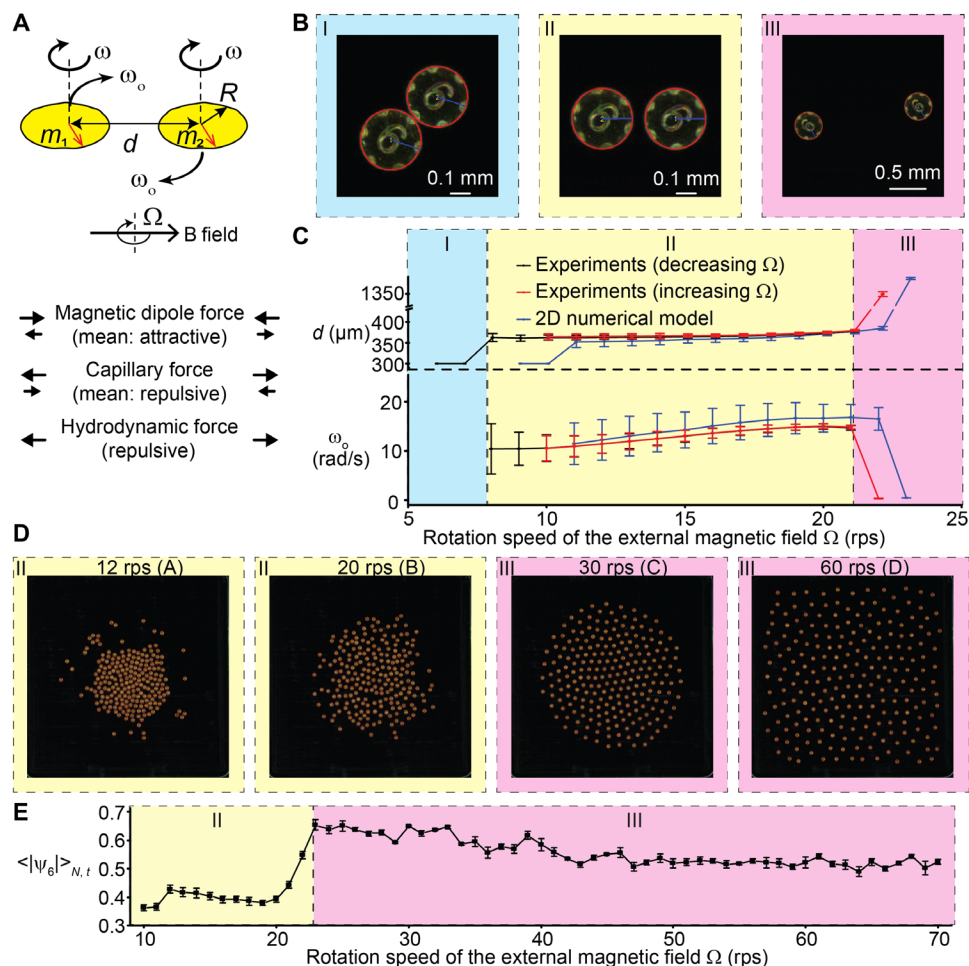 A
ω
ω
ωo
R
m1
m2
d
ωo
Ω
B field
Magnetic dipole force
(mean: attractive)
Capillary force
(mean: repulsive)
Hydrodynamic force
(repulsive)
B
I
II
III
0.1 mm
0.1 mm
0.5 mm
C
I
II
III
Experiments (decreasing Ω)
Experiments (increasing Ω)
2D numerical model
1350
400
350
300
d (µm)
20
10
0
ωo
(rad/s)
5
10
15
20
25
Rotation speed of the external magnetic field Ω (rps)
D
II
12 rps (A)
II
20 rps (B)
III
30 rps (C)
III
60 rps (D)
E
II
III
0.7
0.6
0.5
0.4
0.3
<|ψ6|>N, t
10
20
30
40
50
60
70
Rotation speed of the external magnetic field Ω (rps)